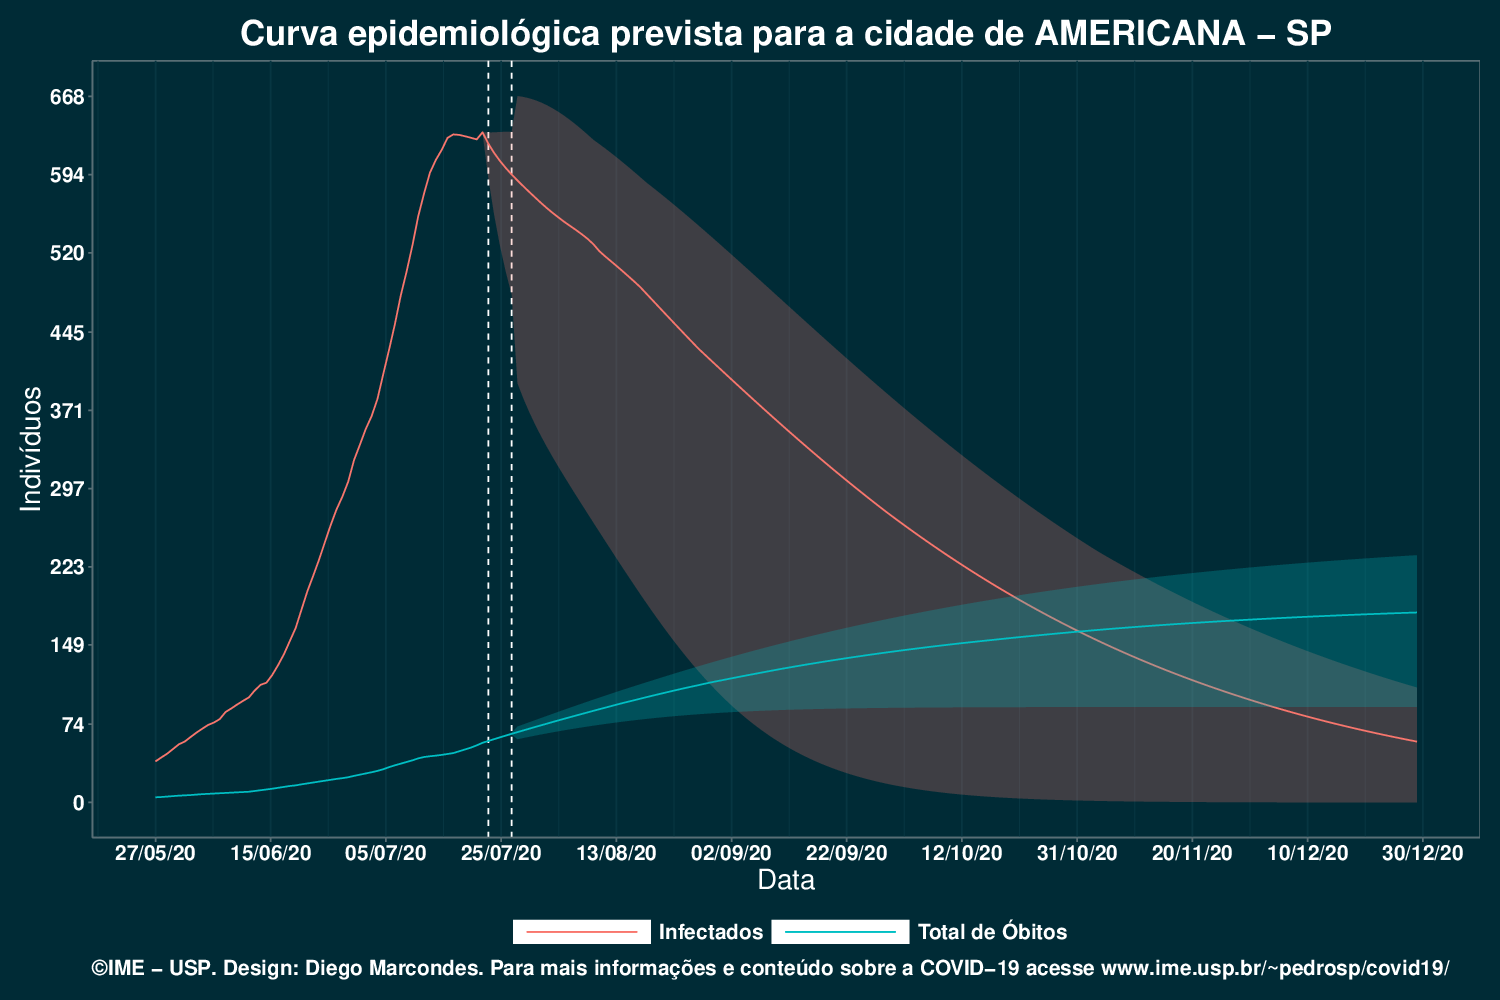 Curva epidemiológica prevista para a cidade de AMERICANA – SP
668
594
520
445
371
297
223
149
74
0
Indivíduos
27/05/20 15/06/20 05/07/20 25/07/20 13/08/20 02/09/20 22/09/20 12/10/20 31/10/20 20/11/20 10/12/20 30/12/20
Data
Infectados Total de Óbitos
©IME – USP. Design: Diego Marcondes. Para mais informações e conteúdo sobre a COVID–19 acesse www.ime.usp.br/~pedrosp/covid19/